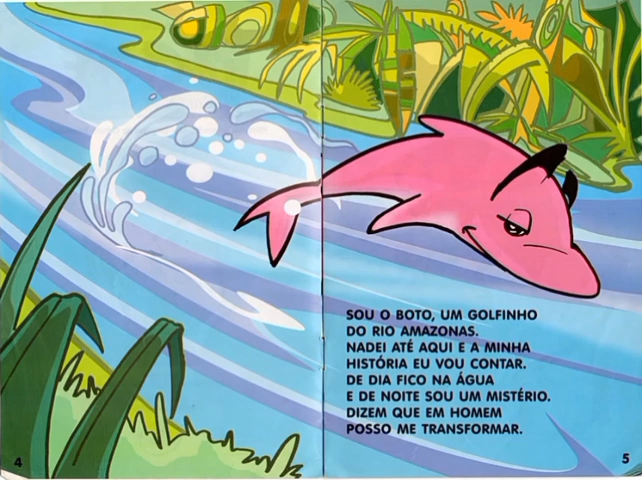 SOU O BOTO, UM GOLFINHO
DO RIO AMAZONAS.
NADEI ATÉ AQUI E A MINHA
HISTÓRIA EU VOU CONTAR.
DE DIA FICO NA ÁGUA
E DE NOITE SOU UM MISTÉRIO.
DIZEM QUE EM HOMEM
POSSO ME TRANSFORMAR.
4
5